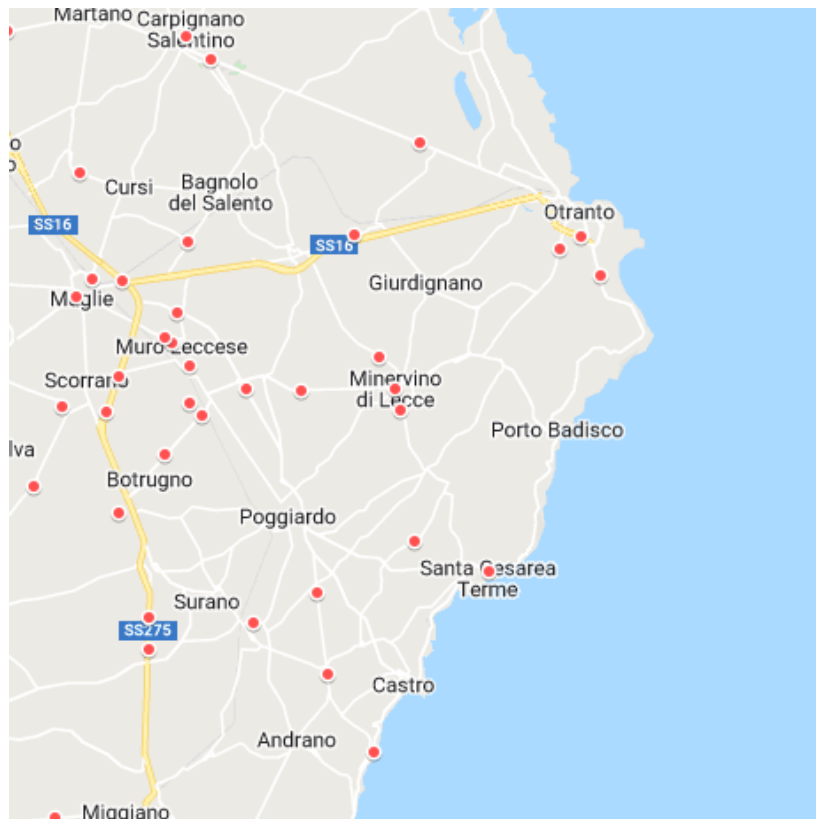 Martano
Carpignano
Salentino
o
o
Cursi
Bagnolo
del Salento
Otranto
SS16
SS16
Giurdignano
Maglie
Muro Leccese
Scorrano
Minervino
di Lecce
Porto Badisco
lva
Botrugno
Poggiardo
Santa Cesarea
Terme
Surano
SS275
Castro
Andrano
Miggiano